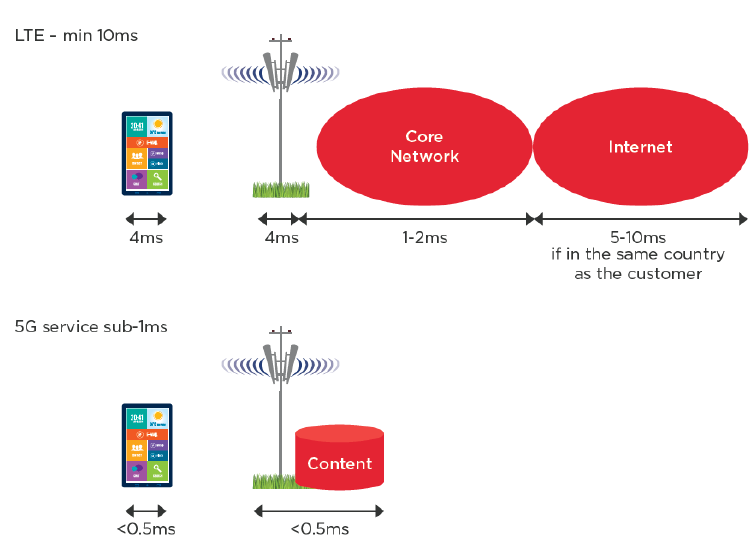 LTE – min 10ms
Core
Network
Internet
4ms
4ms
1-2ms
5-10ms
if in the same country
as the customer
5G service sub-1ms
Content
<0.5ms
<0.5ms